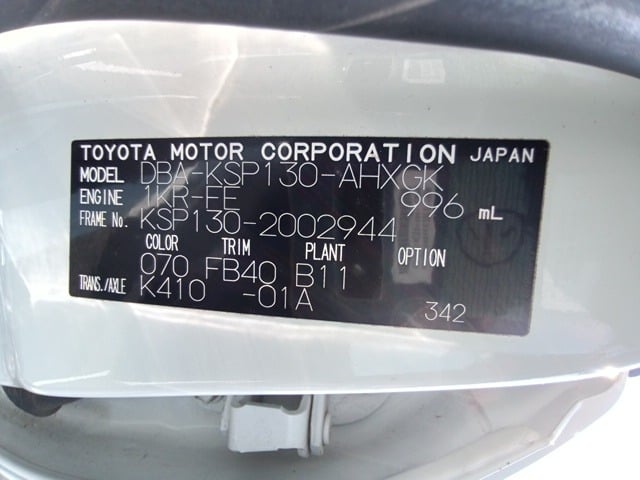 TOYOTA MOTOR CORPORATION JAPAN
MODEL DBA-KSP130-AHXGK
ENGINE 1KR-FE 996 mL
FRAME No. KSP130-2002944
COLOR TRIM PLANT OPTION
070 FB40 B11
TRANS./AXLE K410 -01A
342